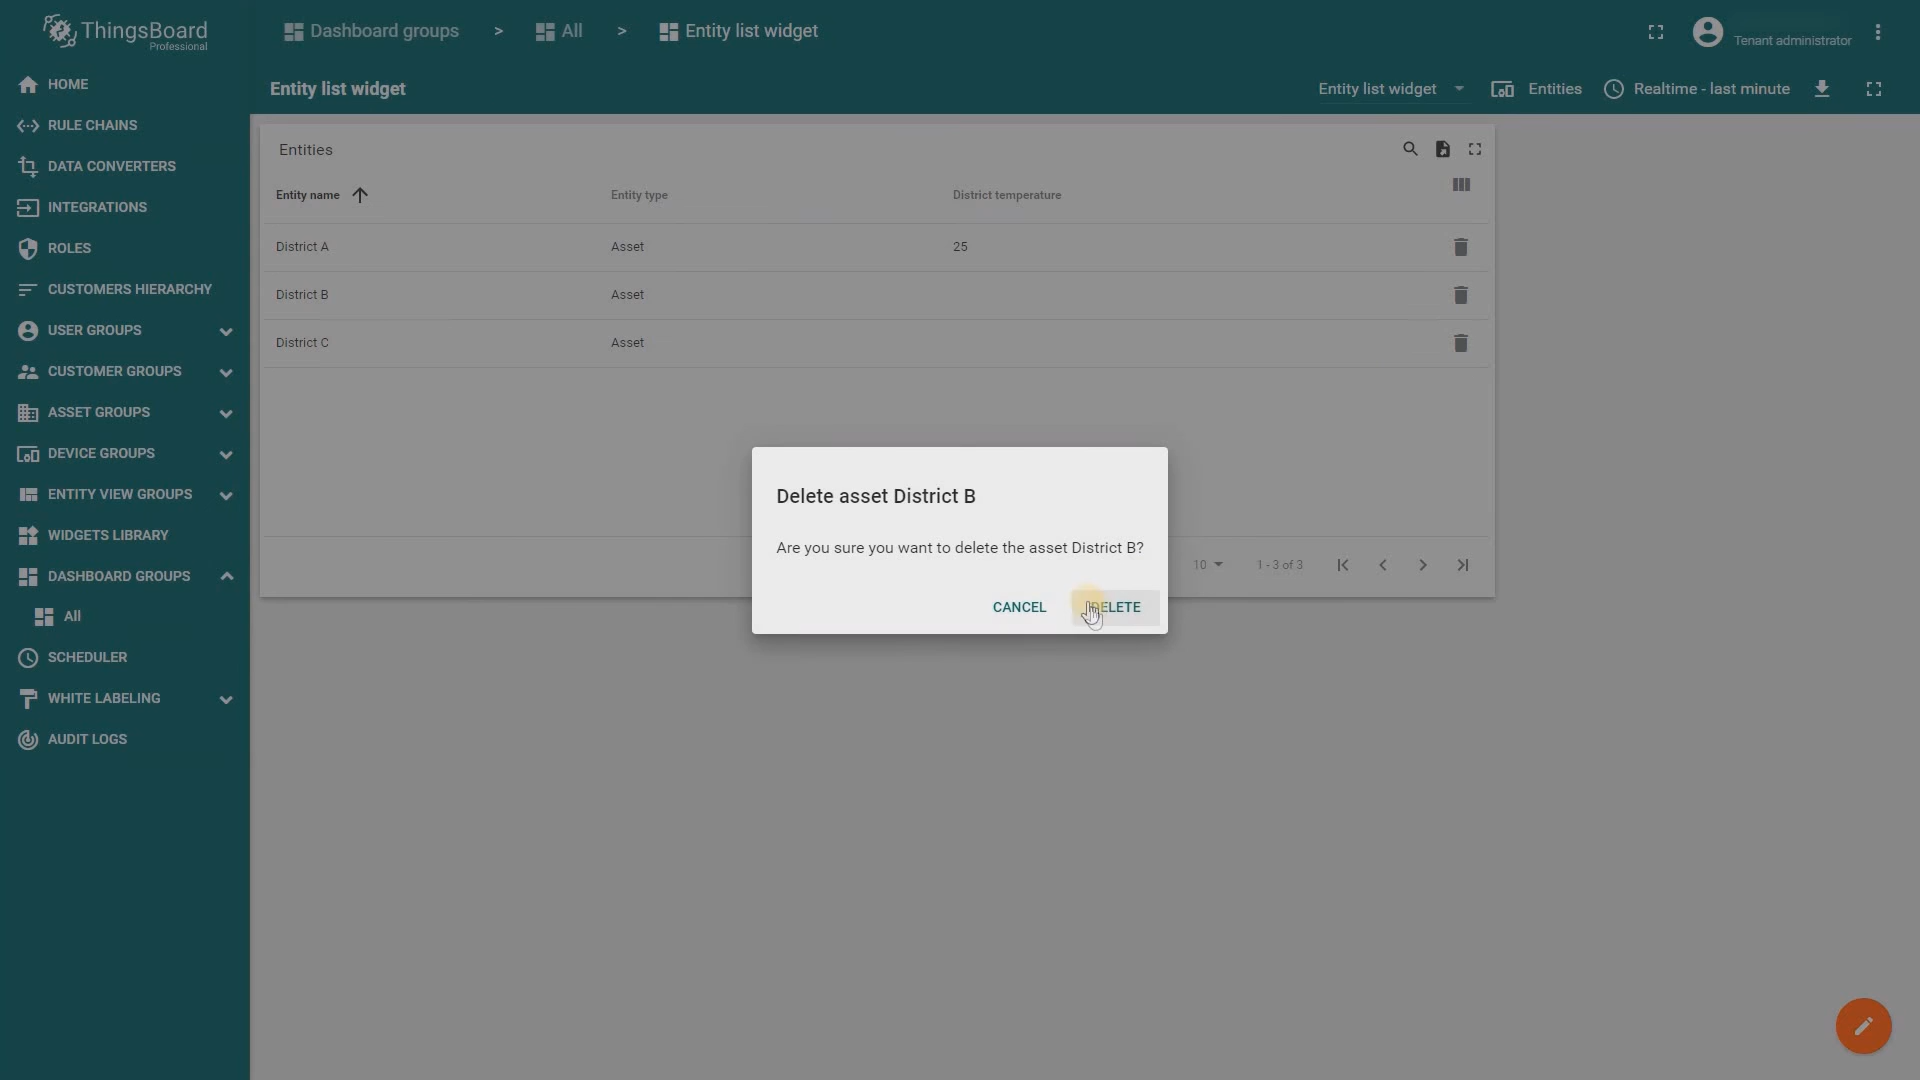 ThingsBoard
Professional
Dashboard groups > All > Entity list widget
Tenant administrator
Entity list widget
Entity list widget
Entities
Realtime - last minute
HOME
RULE CHAINS
DATA CONVERTERS
INTEGRATIONS
ROLES
CUSTOMERS HIERARCHY
USER GROUPS
CUSTOMER GROUPS
ASSET GROUPS
DEVICE GROUPS
ENTITY VIEW GROUPS
WIDGETS LIBRARY
DASHBOARD GROUPS
All
SCHEDULER
WHITE LABELING
AUDIT LOGS
Entities
Entity name Entity type District temperature
District A Asset 25
District B Asset
District C Asset
10 1 - 3 of 3
Delete asset District B
Are you sure you want to delete the asset District B?
CANCEL DELETE